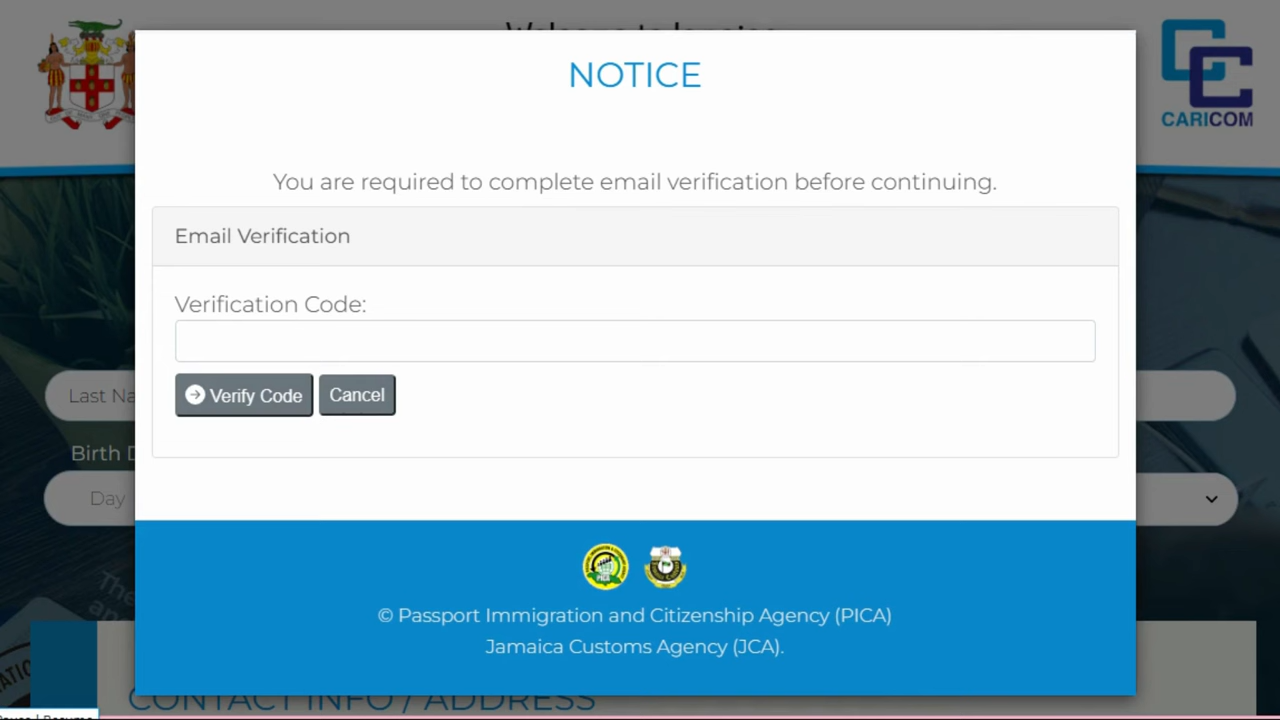 NOTICE
CARICOM
You are required to complete email verification before continuing.
Email Verification
Verification Code:
Verify Code Cancel
Last Na
Birth D
Day
© Passport Immigration and Citizenship Agency (PICA)
Jamaica Customs Agency (JCA).
CONTACT INFO / ADDRESS